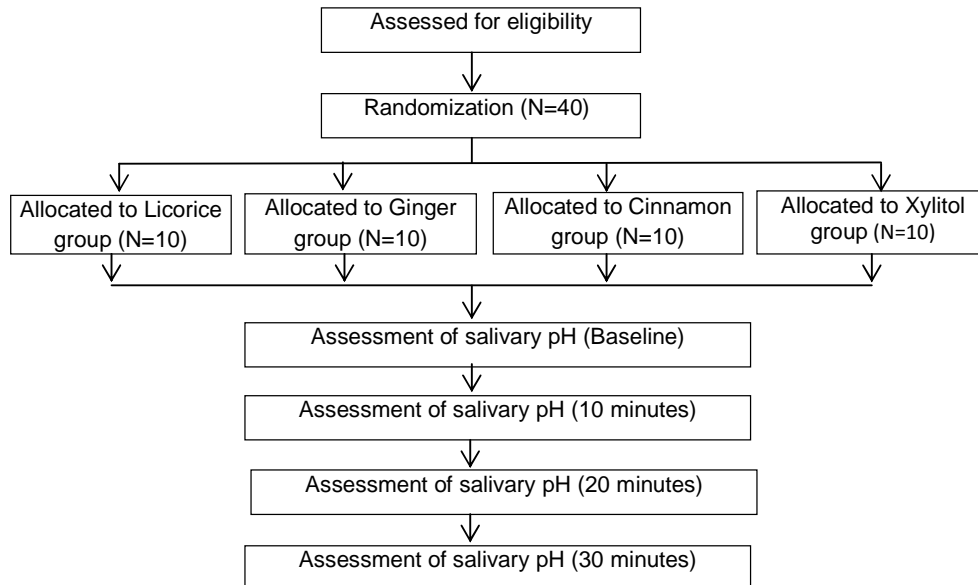 Assessed for eligibility
Randomization (N=40)
Allocated to Licorice
group (N=10)
Allocated to Ginger
group (N=10)
Allocated to Cinnamon
group (N=10)
Allocated to Xylitol
group (N=10)
Assessment of salivary pH (Baseline)
Assessment of salivary pH (10 minutes)
Assessment of salivary pH (20 minutes)
Assessment of salivary pH (30 minutes)